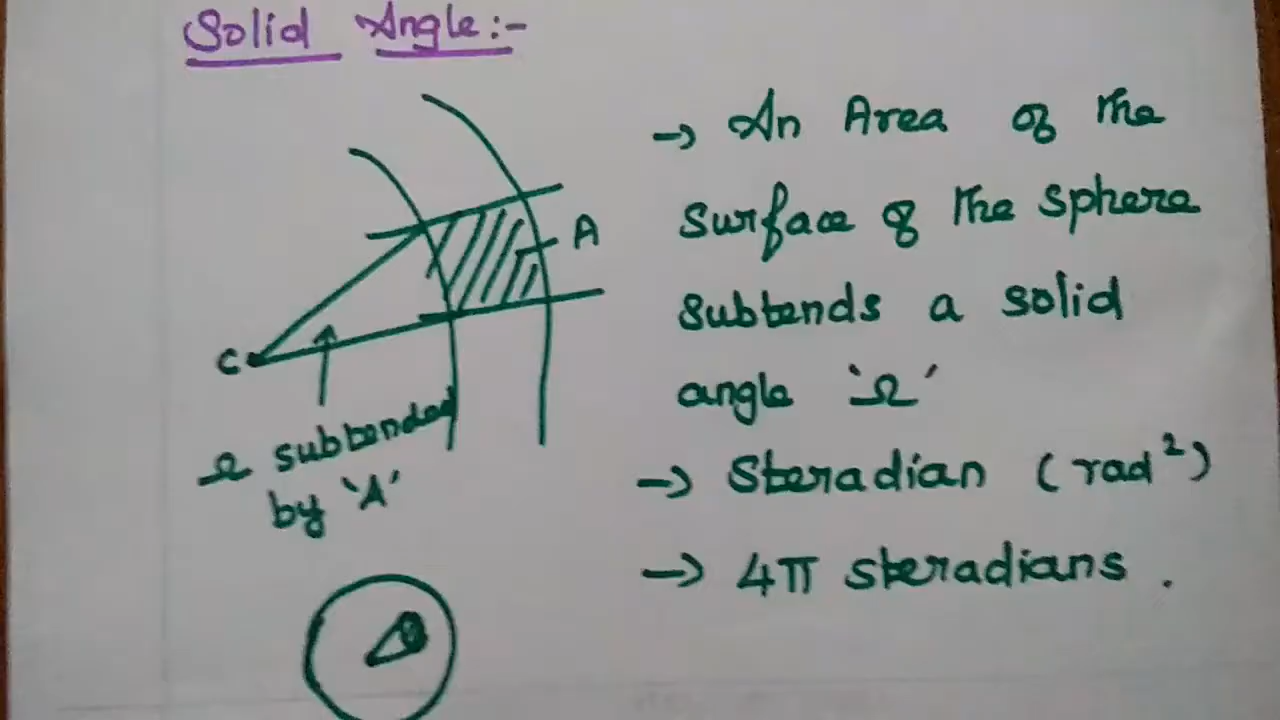 Solid Angle:-
→ An Area of the
surface of the sphere
subtends a solid
angle 'Ω'
→ Steradian (rad²)
→ 4π steradians.
A
C
Ω subtended
by 'A'